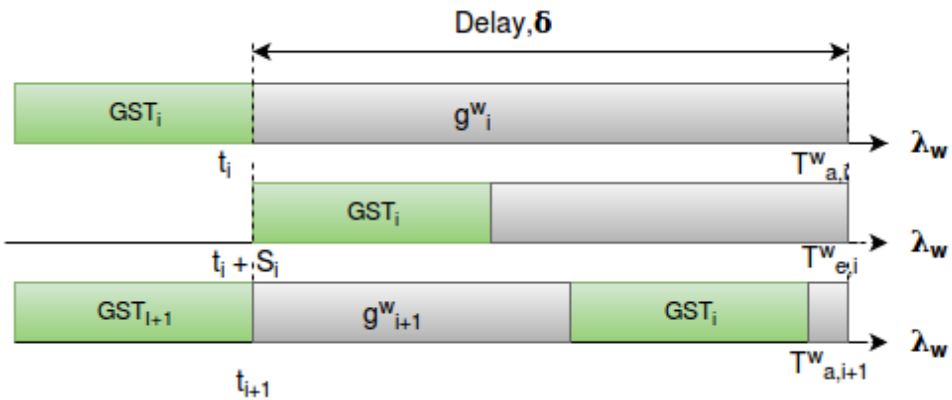 Delay,δ
GSTᵢ gʷᵢ λw
tᵢ Tʷa,i
GSTᵢ λw
tᵢ + Sᵢ Tʷe,i
GSTI+1 gʷi+1 GSTᵢ λw
ti+1 Tʷa,i+1